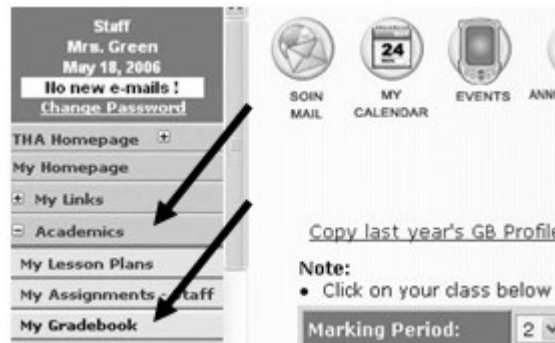 Staff
Mrs. Green
May 18, 2006
No new e-mails !
Change Password
THA Homepage
My Homepage
My Links
Academics
My Lesson Plans
My Assignments - Staff
My Gradebook
24
SOIN
MAIL
MY
CALENDAR
EVENTS
Copy last year's GB Profile
Note:
• Click on your class below
Marking Period: 2